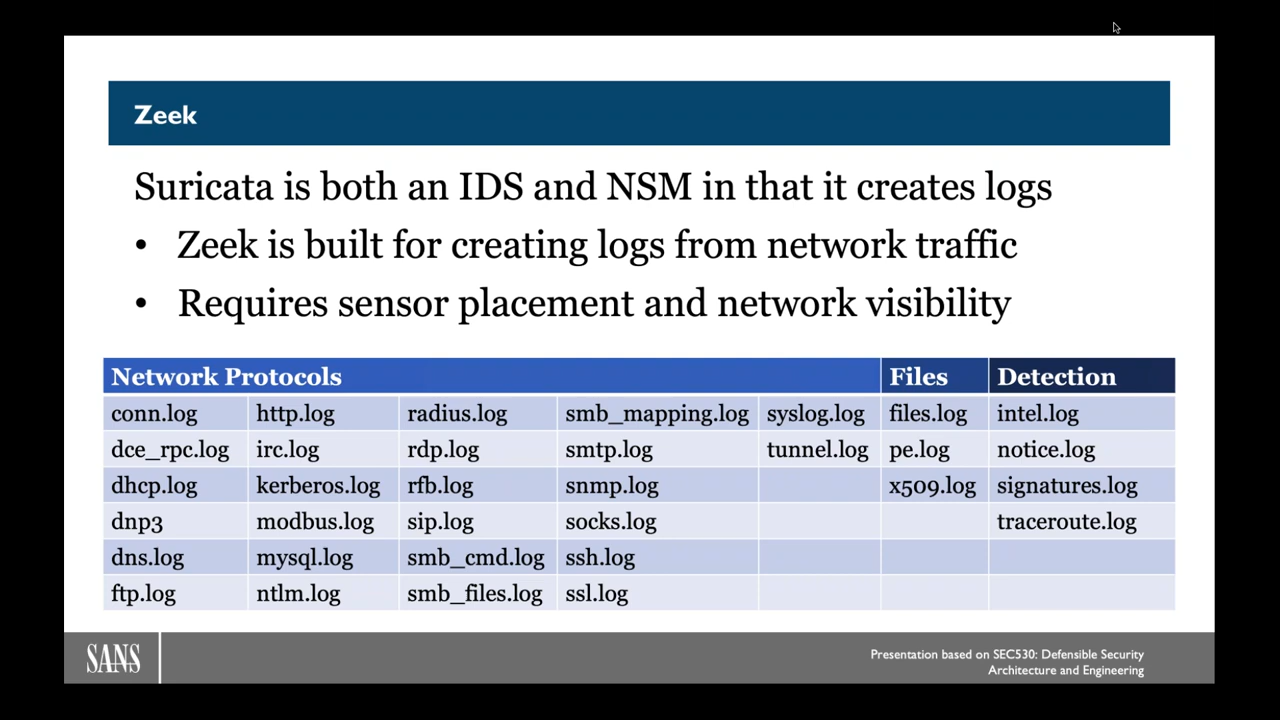 Zeek
Suricata is both an IDS and NSM in that it creates logs
• Zeek is built for creating logs from network traffic
• Requires sensor placement and network visibility
Network Protocols Files Detection
conn.log http.log radius.log smb_mapping.log syslog.log files.log intel.log
dce_rpc.log irc.log rdp.log smtp.log tunnel.log pe.log notice.log
dhcp.log kerberos.log rfb.log snmp.log x509.log signatures.log
dnp3 modbus.log sip.log socks.log traceroute.log
dns.log mysql.log smb_cmd.log ssh.log
ftp.log ntlm.log smb_files.log ssl.log
SANS
Presentation based on SEC530: Defensible Security
Architecture and Engineering